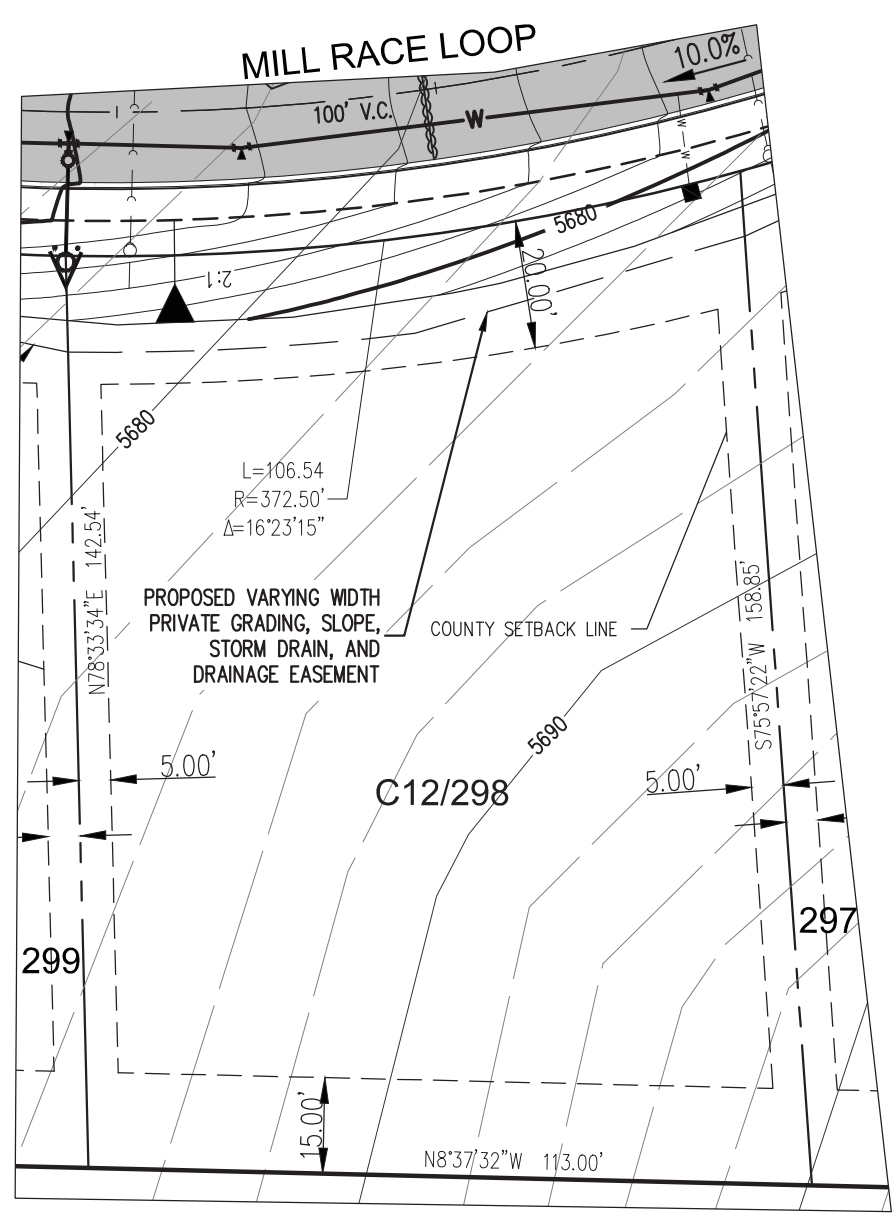 MILL RACE LOOP
10.0%
100' V.C.
W
W
W
5680
20.00'
2:1
5680
L=106.54
R=372.50'
Δ=16°23'15"
N78°33'34"E 142.54'
PROPOSED VARYING WIDTH
PRIVATE GRADING, SLOPE,
STORM DRAIN, AND
DRAINAGE EASEMENT
COUNTY SETBACK LINE
S75°57'22"W 158.85'
5690
5.00'
C12/298
5.00'
299
297
15.00'
N8°37'32"W 113.00'